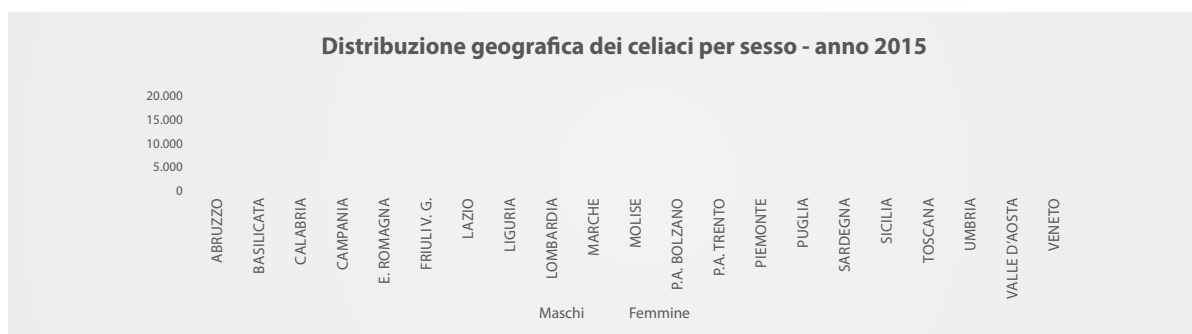 Distribuzione geografica dei celiaci per sesso - anno 2015
20.000
15.000
10.000
5.000
0
ABRUZZO
BASILICATA
CALABRIA
CAMPANIA
E. ROMAGNA
FRIULI V. G.
LAZIO
LIGURIA
LOMBARDIA
MARCHE
MOLISE
P.A. BOLZANO
P.A. TRENTO
PIEMONTE
PUGLIA
SARDEGNA
SICILIA
TOSCANA
UMBRIA
VALLE D'AOSTA
VENETO
Maschi Femmine